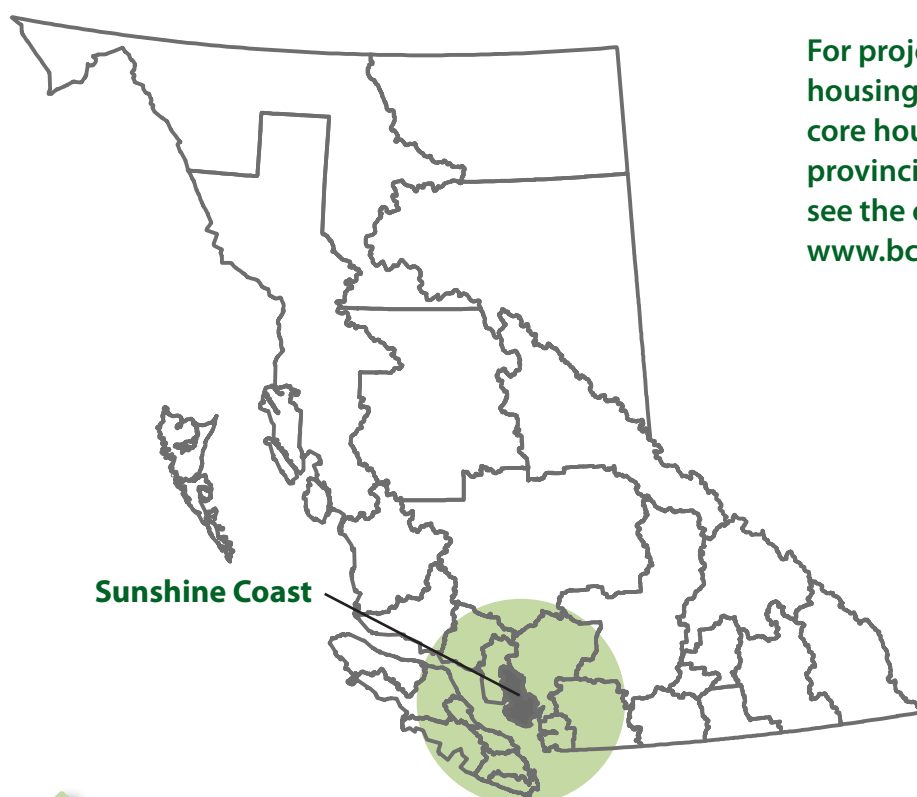 For proje
housing
core hou
provinci
see the
www.bc
Sunshine Coast